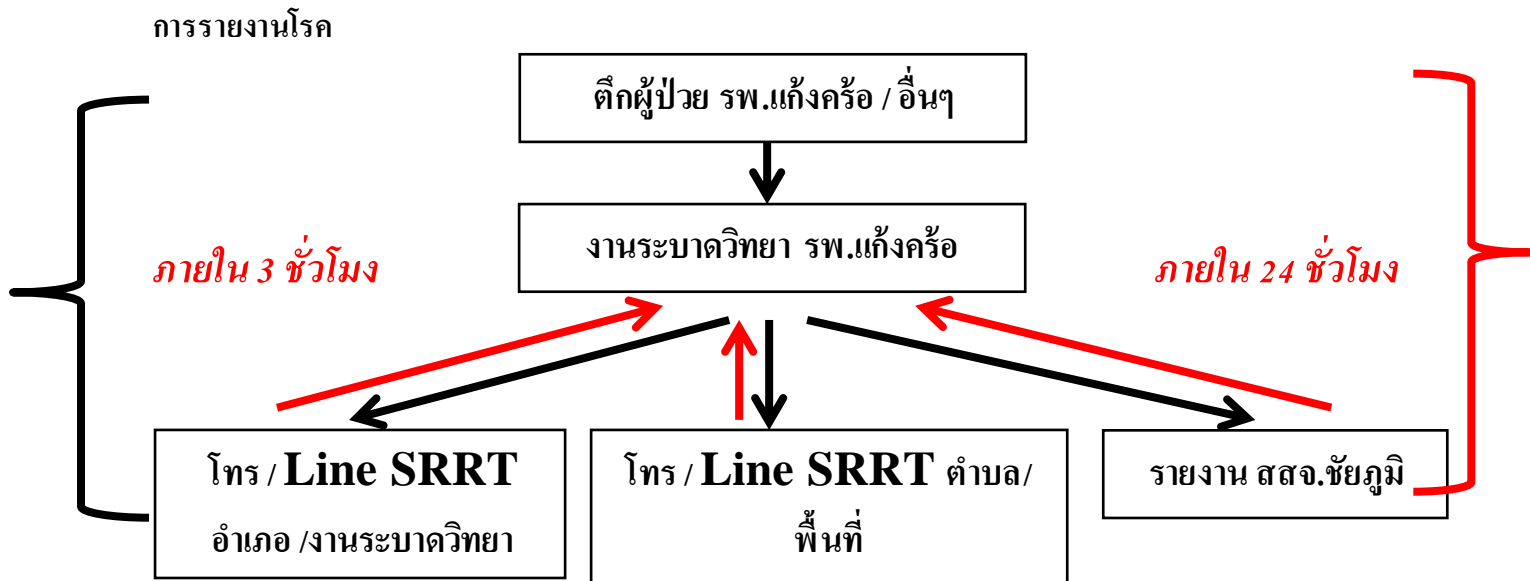 การรายงานโรค
ตึกผู้ป่วย รพ.แก้งคร้อ / อื่นๆ
งานระบาดวิทยา รพ.แก้งคร้อ
ภายใน 3 ชั่วโมง
ภายใน 24 ชั่วโมง
โทร / Line SRRT
อำเภอ /งานระบาดวิทยา
โทร / Line SRRT ตำบล/
พื้นที่
รายงาน สสจ.ชัยภูมิ